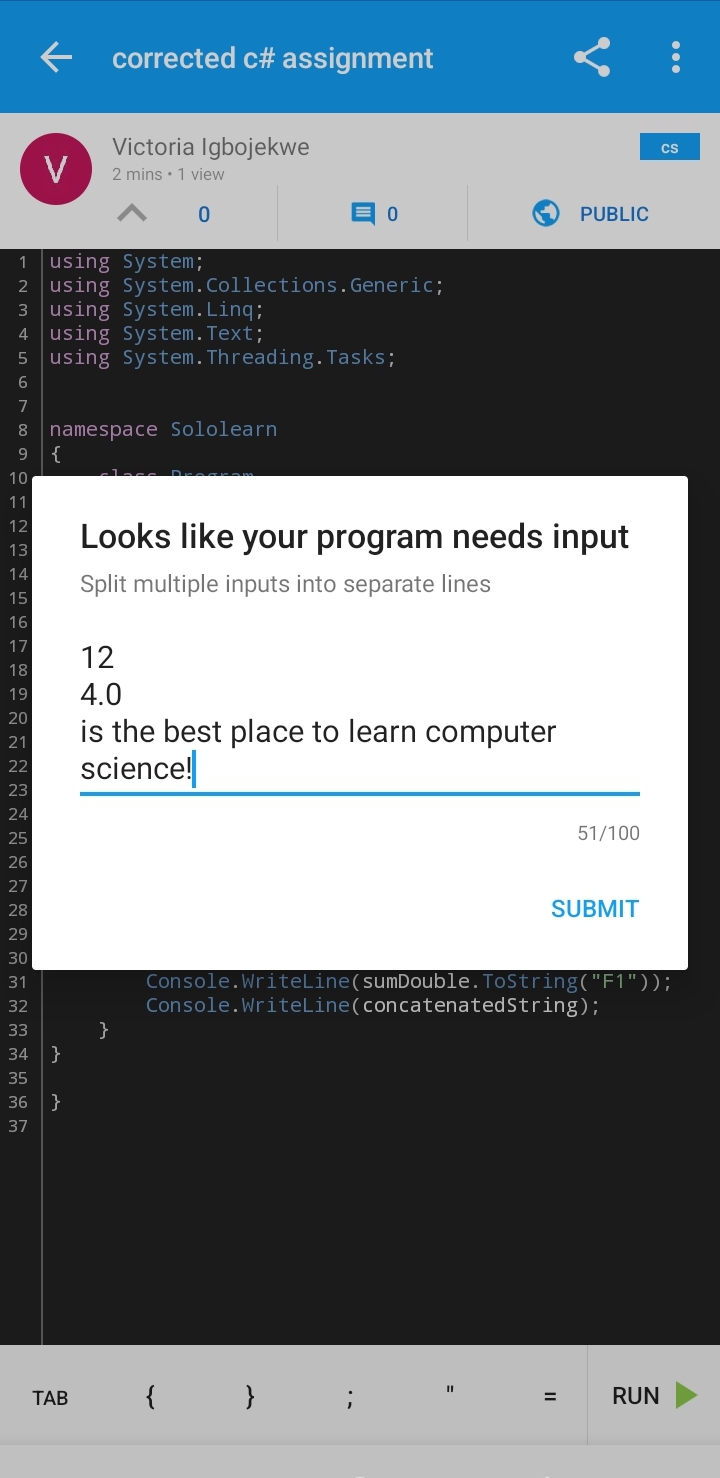 corrected c# assignment
V
Victoria Igbojekwe
cs
2 mins • 1 view
0
0
PUBLIC
1 using System;
2 using System.Collections.Generic;
3 using System.Linq;
4 using System.Text;
5 using System.Threading.Tasks;
6
7
8 namespace Sololearn
9 {
10 class Program
11
12
13
14
15
16
17
18
19
20
21
22
23
24
25
26
27
28
29
30
Looks like your program needs input
Split multiple inputs into separate lines
12
4.0
is the best place to learn computer
science!
51/100
SUBMIT
31 Console.WriteLine(sumDouble.ToString("F1"));
32 Console.WriteLine(concatenatedString);
33 }
34 }
35
36 }
37
TAB { } ; " = RUN